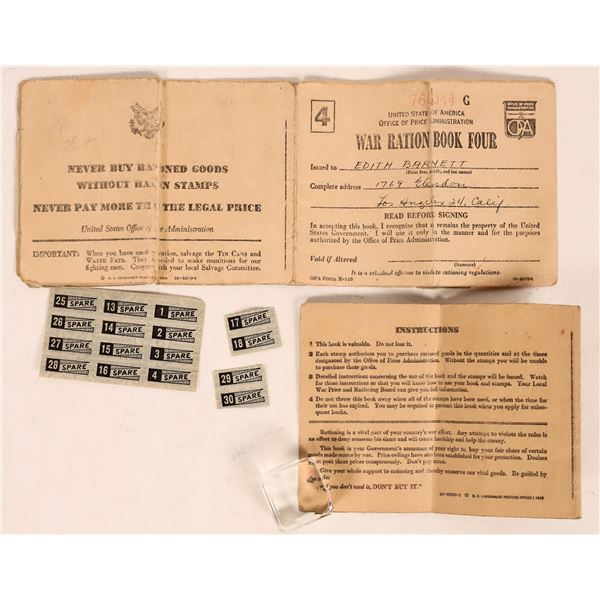 NEVER BUY RATIONED GOODS
WITHOUT RATION STAMPS
NEVER PAY MORE THAN THE LEGAL PRICE
United States Office of Price Administration
IMPORTANT: When you have used your ration, salvage the TIN CANS and
WASTE FATS. They are needed to make munitions for our
fighting men. Cooperate with your local Salvage Committee.
4
G
UNITED STATES OF AMERICA
OFFICE OF PRICE ADMINISTRATION
OPA
WAR RATION BOOK FOUR
Issued to EDITH BARNETT
(Print first, middle, and last names)
Complete address 1769 Glendon
Los Angeles 24, Calif.
READ BEFORE SIGNING
In accepting this book, I recognize that it remains the property of the United
States Government. I will use it only in the manner and for the purposes
authorized by the Office of Price Administration.
Void if Altered
(Signature)
It is a criminal offense to violate rationing regulations.
OPA Form R-145
25 SPARE 13 SPARE 1 SPARE
26 SPARE 14 SPARE 2 SPARE
27 SPARE 15 SPARE 3 SPARE
28 SPARE 16 SPARE 4 SPARE
17 SPARE
18 SPARE
29 SPARE
30 SPARE
INSTRUCTIONS
1 This book is valuable. Do not lose it.
2 Each stamp authorizes you to purchase rationed goods in the quantities and at the times
designated by the Office of Price Administration. Without the stamps you will be unable
to purchase those goods.
3 Detailed instructions concerning the use of the book and the stamps will be issued. Watch
for those instructions so that you will know how to use your book and stamps. Your Local
War Price and Rationing Board can give you full information.
4 Do not throw this book away when all of the stamps have been used, or when the time for
their use has expired. You may be required to present this book when you apply for subse-
quent books.
Rationing is a vital part of your country's war effort. Any attempt to violate the rules is
an effort to deny someone his share and will create hardship and help the enemy.
This book is your Government's assurance of your right to buy your fair share of certain
goods made scarce by war. Price ceilings have also been established for your protection. Dealers
must post these prices conspicuously. Don't pay more.
Give your whole support to rationing and thereby conserve our vital goods. Be guided by
the rule:
"If you don't need it, DON'T BUY IT."